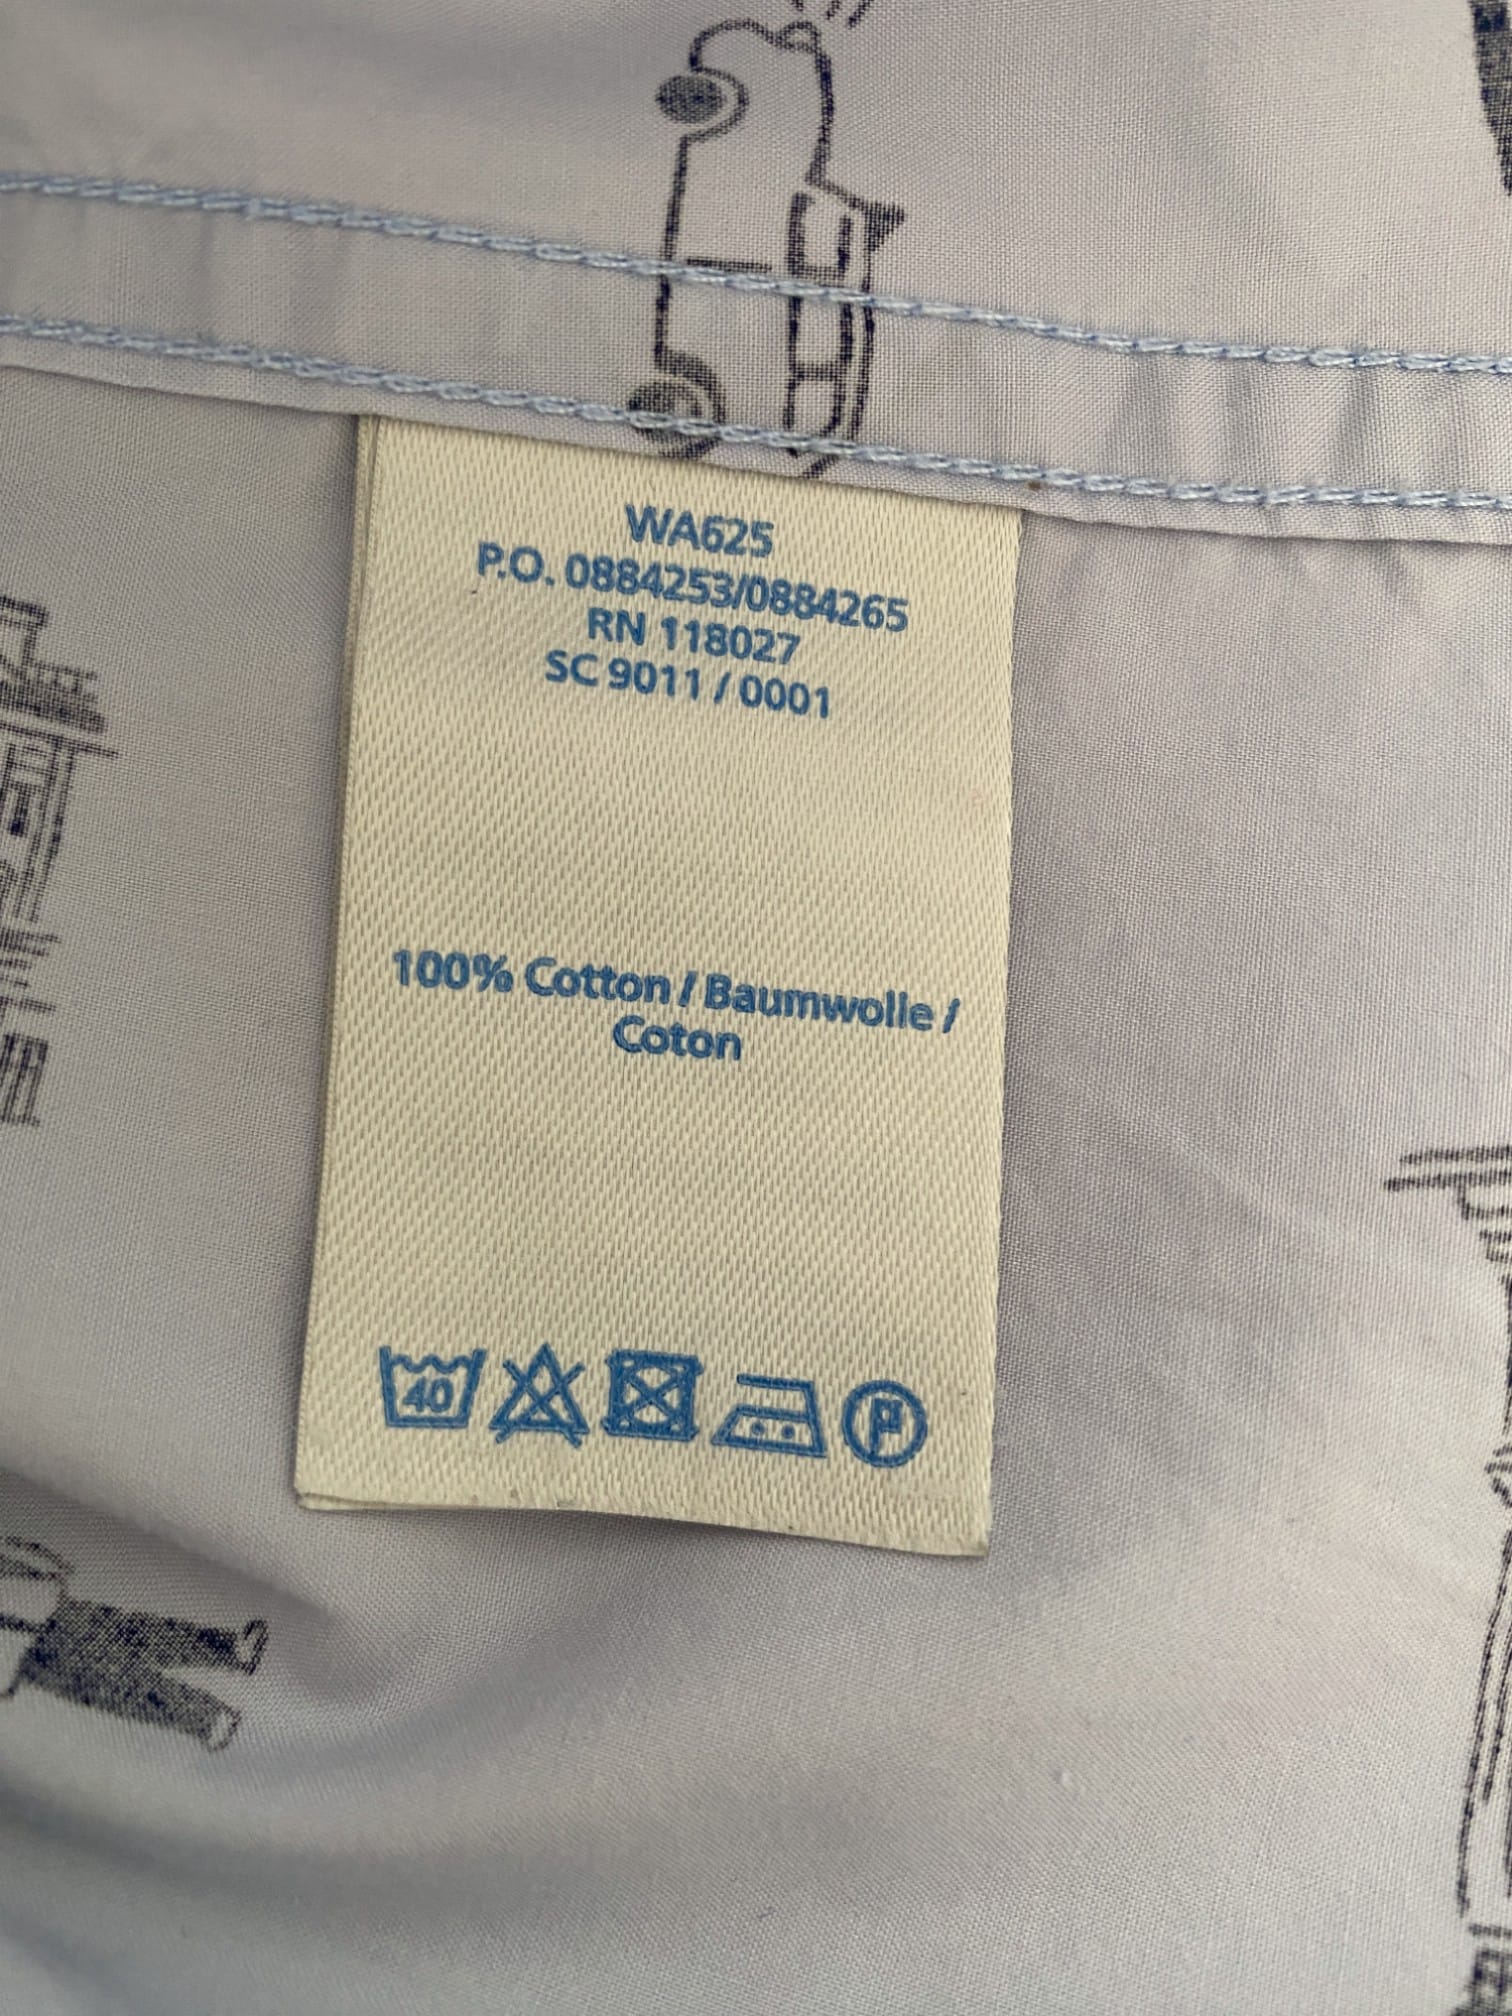 WA625
P.O. 0884253/0884265
RN 118027
SC 9011 / 0001
100% Cotton / Baumwolle /
Coton
40
P